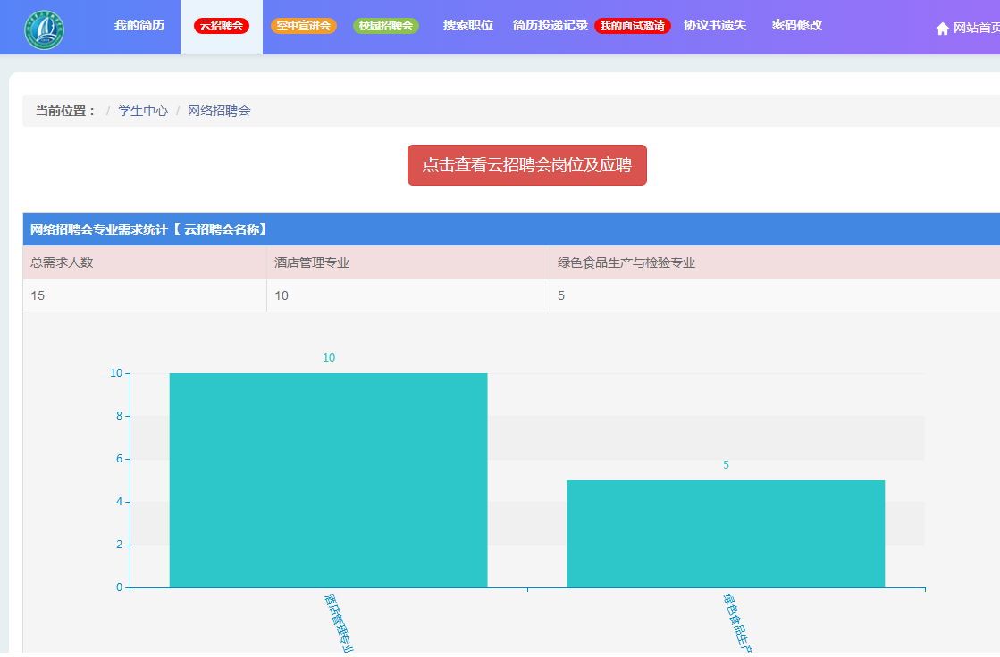 我的简历 云招聘会 空中宣讲会 校园招聘会 搜索职位 简历投递记录 我的面试邀请 协议书遗失 密码修改 网站首页
当前位置： / 学生中心 / 网络招聘会
点击查看云招聘会岗位及应聘
网络招聘会专业需求统计【 云招聘会名称】
总需求人数 酒店管理专业 绿色食品生产与检验专业
15 10 5
10
10
8
6
5
4
2
0
酒店管理专业
绿色食品生产